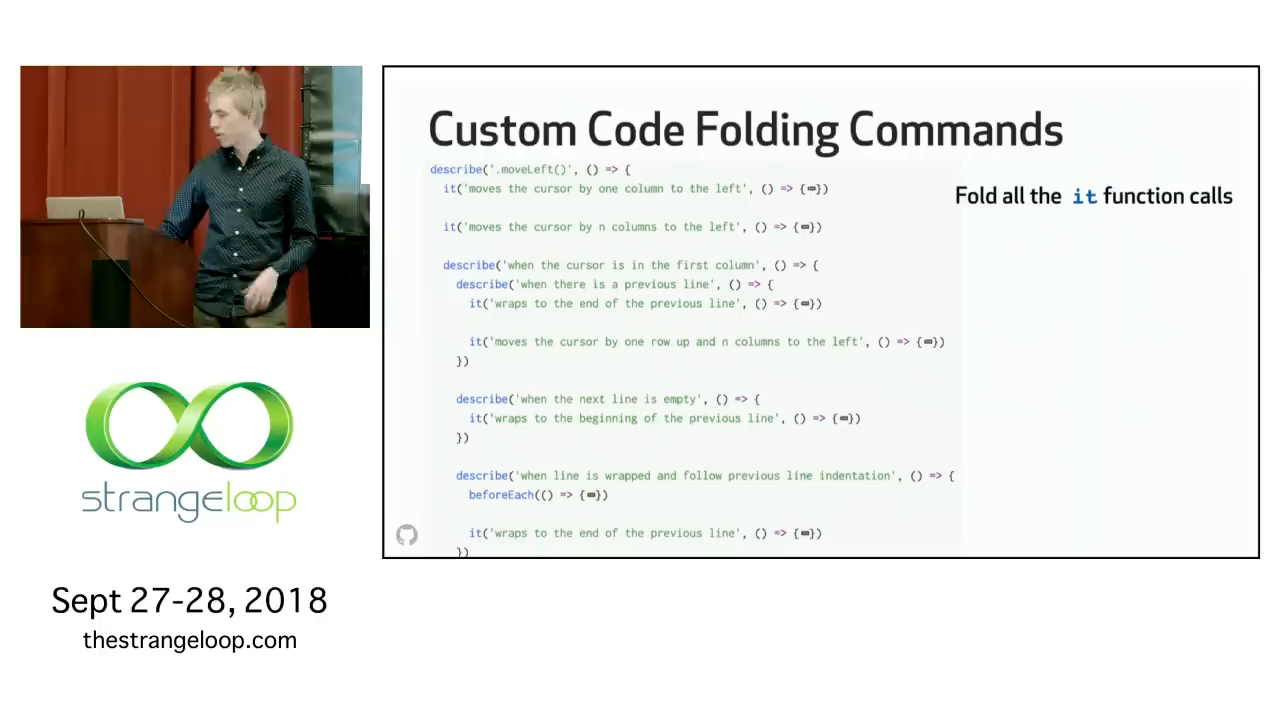 Custom Code Folding Commands
describe('.moveLeft()', () => {
it('moves the cursor by one column to the left', () => {⋯})
it('moves the cursor by n columns to the left', () => {⋯})
describe('when the cursor is in the first column', () => {
describe('when there is a previous line', () => {
it('wraps to the end of the previous line', () => {⋯})
it('moves the cursor by one row up and n columns to the left', () => {⋯})
})
describe('when the next line is empty', () => {
it('wraps to the beginning of the previous line', () => {⋯})
})
describe('when line is wrapped and follow previous line indentation', () => {
beforeEach(() => {⋯})
it('wraps to the end of the previous line', () => {⋯})
})
Fold all the it function calls
strangeloop
Sept 27-28, 2018
thestrangeloop.com